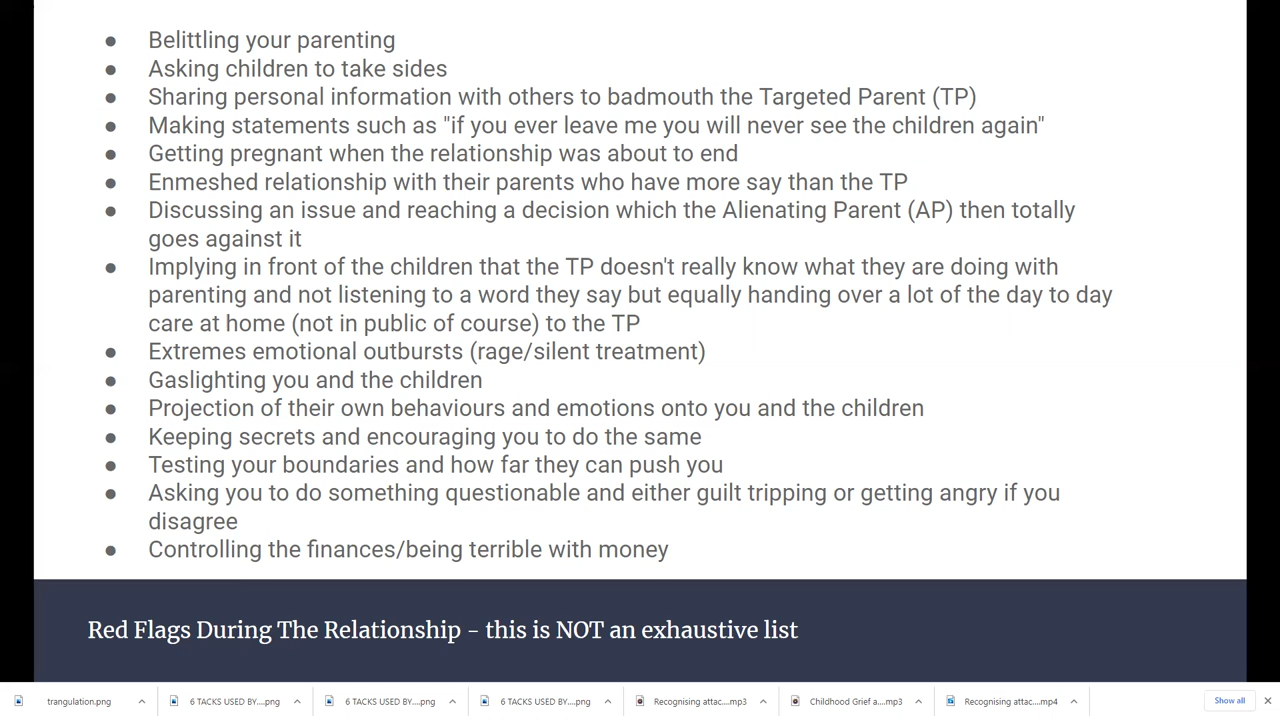 ● Belittling your parenting
● Asking children to take sides
● Sharing personal information with others to badmouth the Targeted Parent (TP)
● Making statements such as "if you ever leave me you will never see the children again"
● Getting pregnant when the relationship was about to end
● Enmeshed relationship with their parents who have more say than the TP
● Discussing an issue and reaching a decision which the Alienating Parent (AP) then totally
goes against it
● Implying in front of the children that the TP doesn't really know what they are doing with
parenting and not listening to a word they say but equally handing over a lot of the day to day
care at home (not in public of course) to the TP
● Extremes emotional outbursts (rage/silent treatment)
● Gaslighting you and the children
● Projection of their own behaviours and emotions onto you and the children
● Keeping secrets and encouraging you to do the same
● Testing your boundaries and how far they can push you
● Asking you to do something questionable and either guilt tripping or getting angry if you
disagree
● Controlling the finances/being terrible with money
Red Flags During The Relationship - this is NOT an exhaustive list
trangulation.png 6 TACKS USED BY....png 6 TACKS USED BY....png 6 TACKS USED BY....png Recognising attac....mp3 Childhood Grief a....mp3 Recognising attac....mp4 Show all